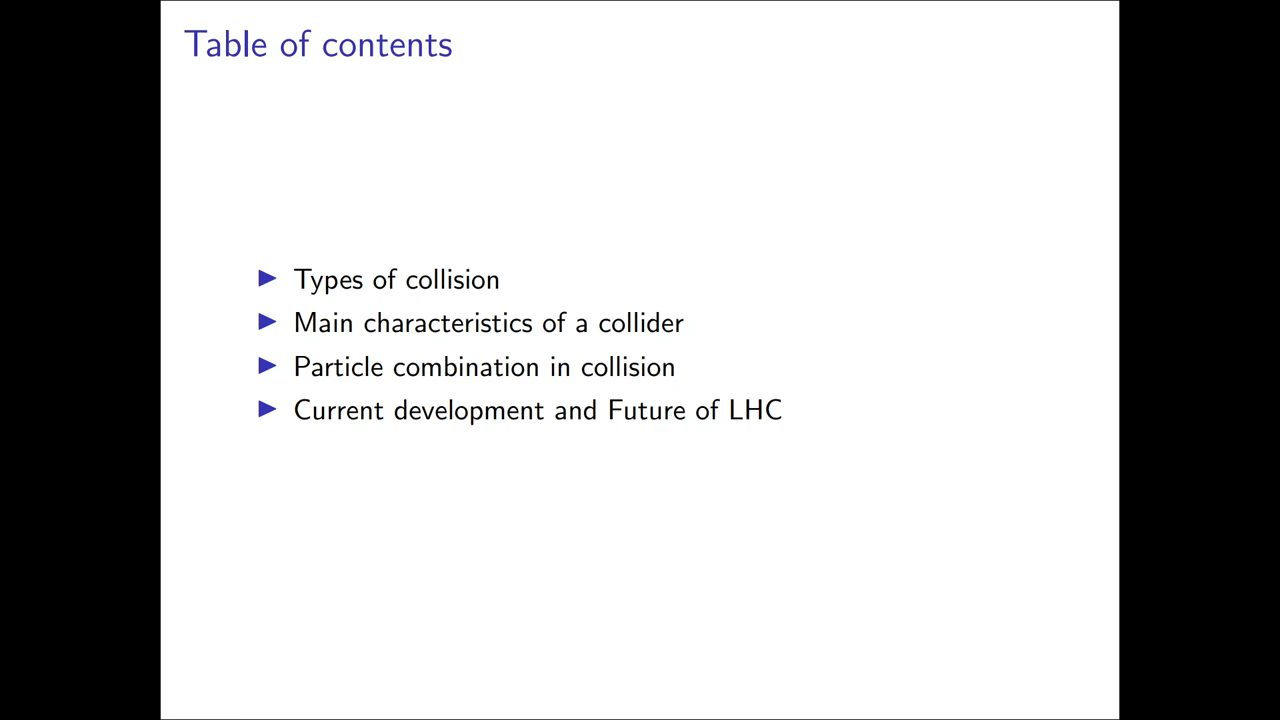 Table of contents
Types of collision
Main characteristics of a collider
Particle combination in collision
Current development and Future of LHC